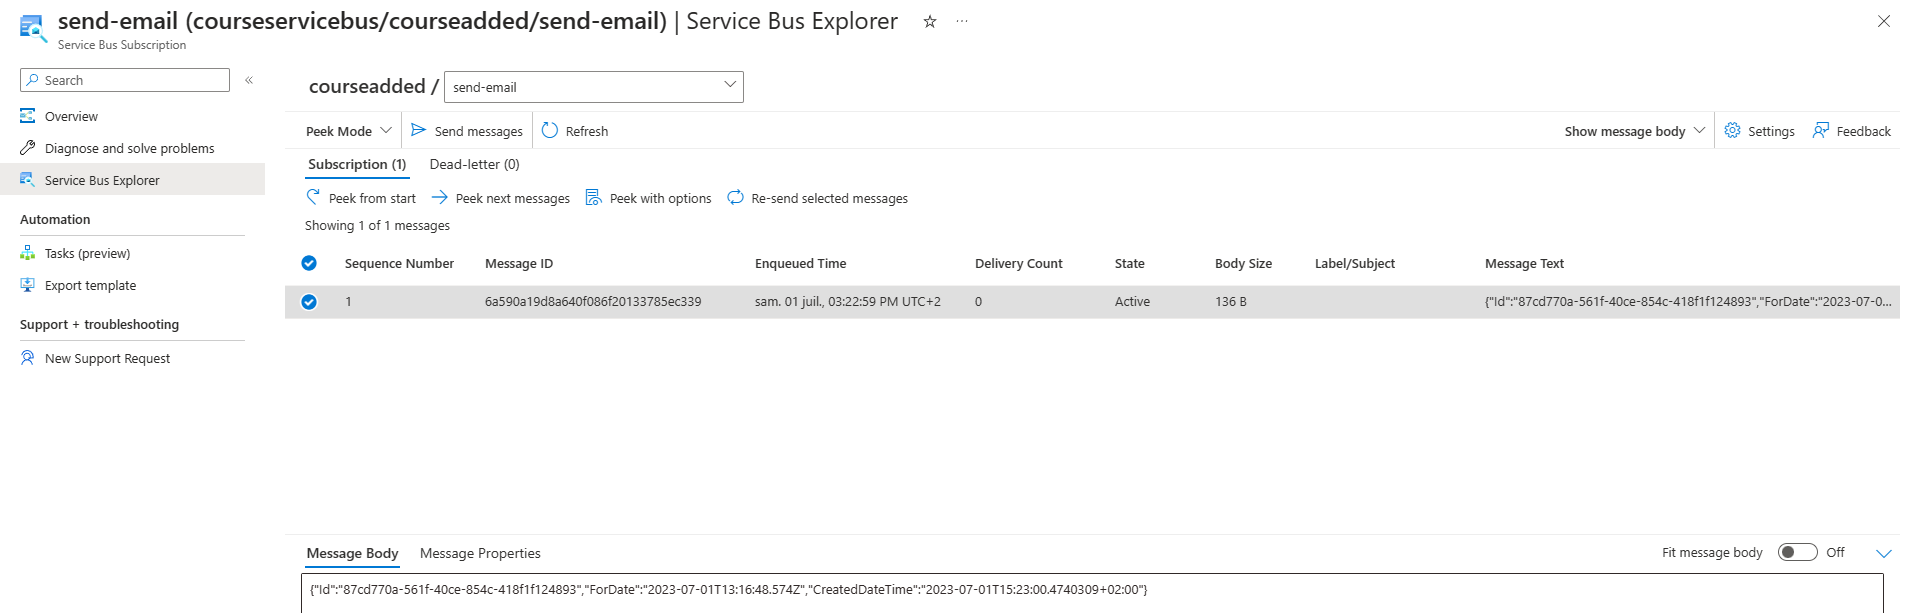 send-email (courseservicebus/courseadded/send-email) | Service Bus Explorer
Service Bus Subscription
Search
Overview
Diagnose and solve problems
Service Bus Explorer
Automation
Tasks (preview)
Export template
Support + troubleshooting
New Support Request
courseadded / send-email
Peek Mode Send messages Refresh Show message body Settings Feedback
Subscription (1) Dead-letter (0)
Peek from start Peek next messages Peek with options Re-send selected messages
Showing 1 of 1 messages
Sequence Number Message ID Enqueued Time Delivery Count State Body Size Label/Subject Message Text
1 6a590a19d8a640f086f20133785ec339 sam. 01 juil., 03:22:59 PM UTC+2 0 Active 136 B {"Id":"87cd770a-561f-40ce-854c-418f1f124893","ForDate":"2023-07-0...
Message Body Message Properties Fit message body Off
{"Id":"87cd770a-561f-40ce-854c-418f1f124893","ForDate":"2023-07-01T13:16:48.574Z","CreatedDateTime":"2023-07-01T15:23:00.4740309+02:00"}